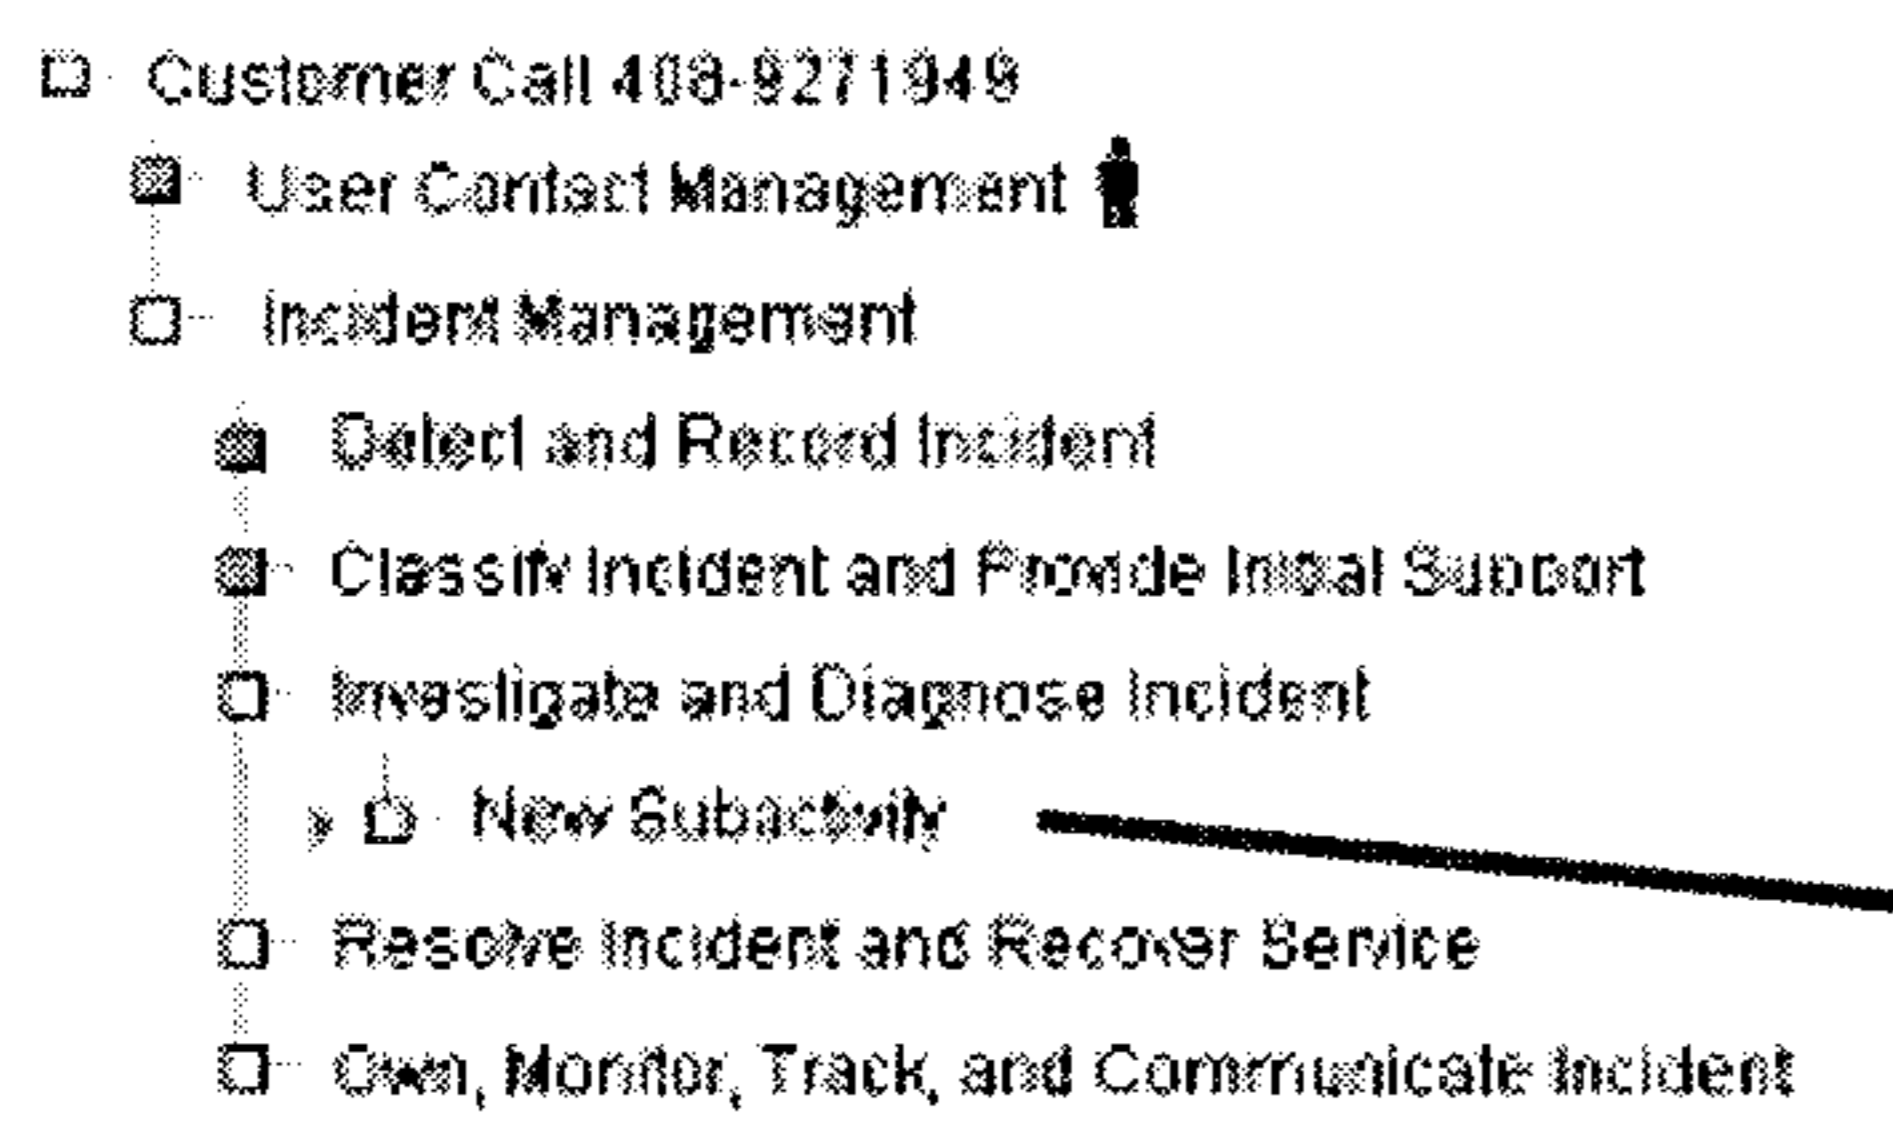 Customer Call 408-9271949
User Contact Management
Incident Management
Detect and Record Incident
Classify Incident and Provide Initial Support
Investigate and Diagnose Incident
New Subactivity
Resolve Incident and Recover Service
Own, Monitor, Track, and Communicate Incident